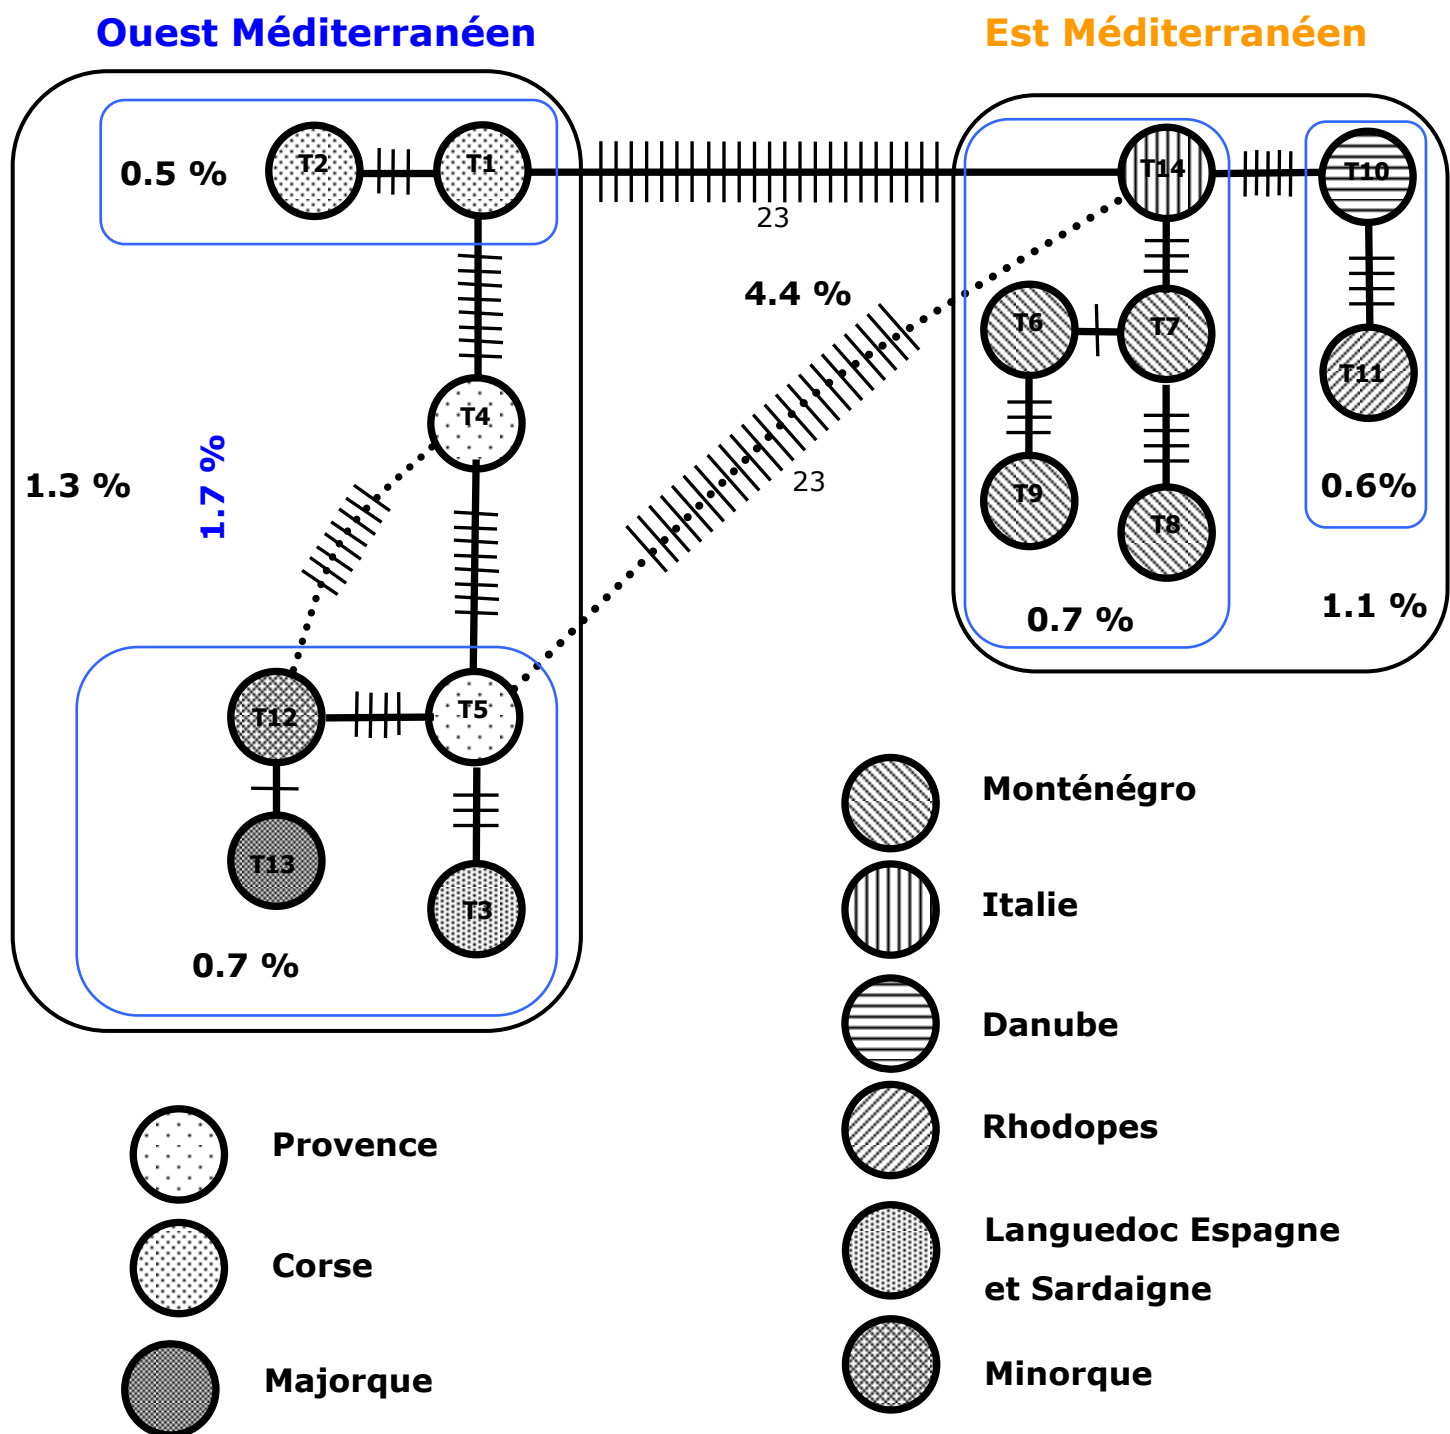 Ouest Méditerranéen
Est Méditerranéen
0.5 %
T2
T1
23
T14
T10
4.4 %
T6
T7
T11
T4
1.3 %
1.7 %
23
T9
T8
0.6%
0.7 %
1.1 %
T12
T5
T13
T3
0.7 %
Monténégro
Italie
Danube
Rhodopes
Languedoc Espagne
et Sardaigne
Minorque
Provence
Corse
Majorque